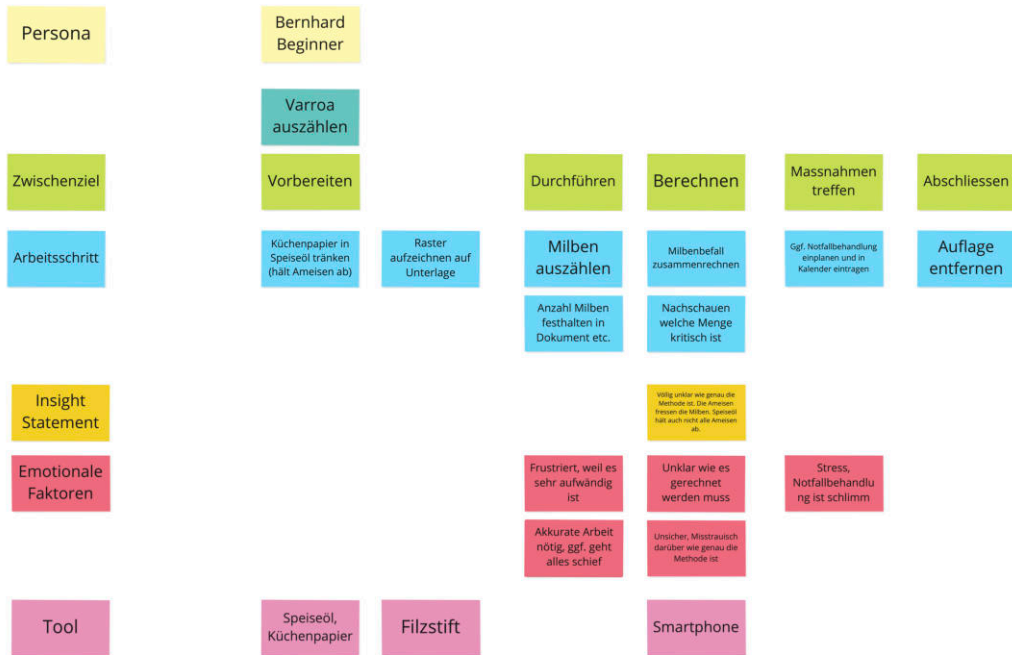 Persona
Bernhard
Beginner
Varroa
auszählen
Zwischenziel
Vorbereiten
Durchführen
Berechnen
Massnahmen
treffen
Abschliessen
Arbeitsschritt
Küchenpapier in
Speiseöl tränken
(hält Ameisen ab)
Raster
aufzeichnen auf
Unterlage
Milben
auszählen
Milbenbefall
zusammenrechnen
Ggf. Notfallbehandlung
einplanen und in
Kalender eintragen
Auflage
entfernen
Anzahl Milben
festhalten in
Dokument etc.
Nachschauen
welche Menge
kritisch ist
Insight
Statement
Völlig unklar wie genau die
Methode ist. Die Ameisen
fressen die Milben. Speiseöl
hält auch nicht alle Ameisen
ab.
Emotionale
Faktoren
Frustriert, weil es
sehr aufwändig
ist
Unklar wie es
gerechnet
werden muss
Stress,
Notfallbehandlu
ng ist schlimm
Akkurate Arbeit
nötig, ggf. geht
alles schief
Unsicher, Misstrauisch
darüber wie genau die
Methode ist
Tool
Speiseöl,
Küchenpapier
Filzstift
Smartphone